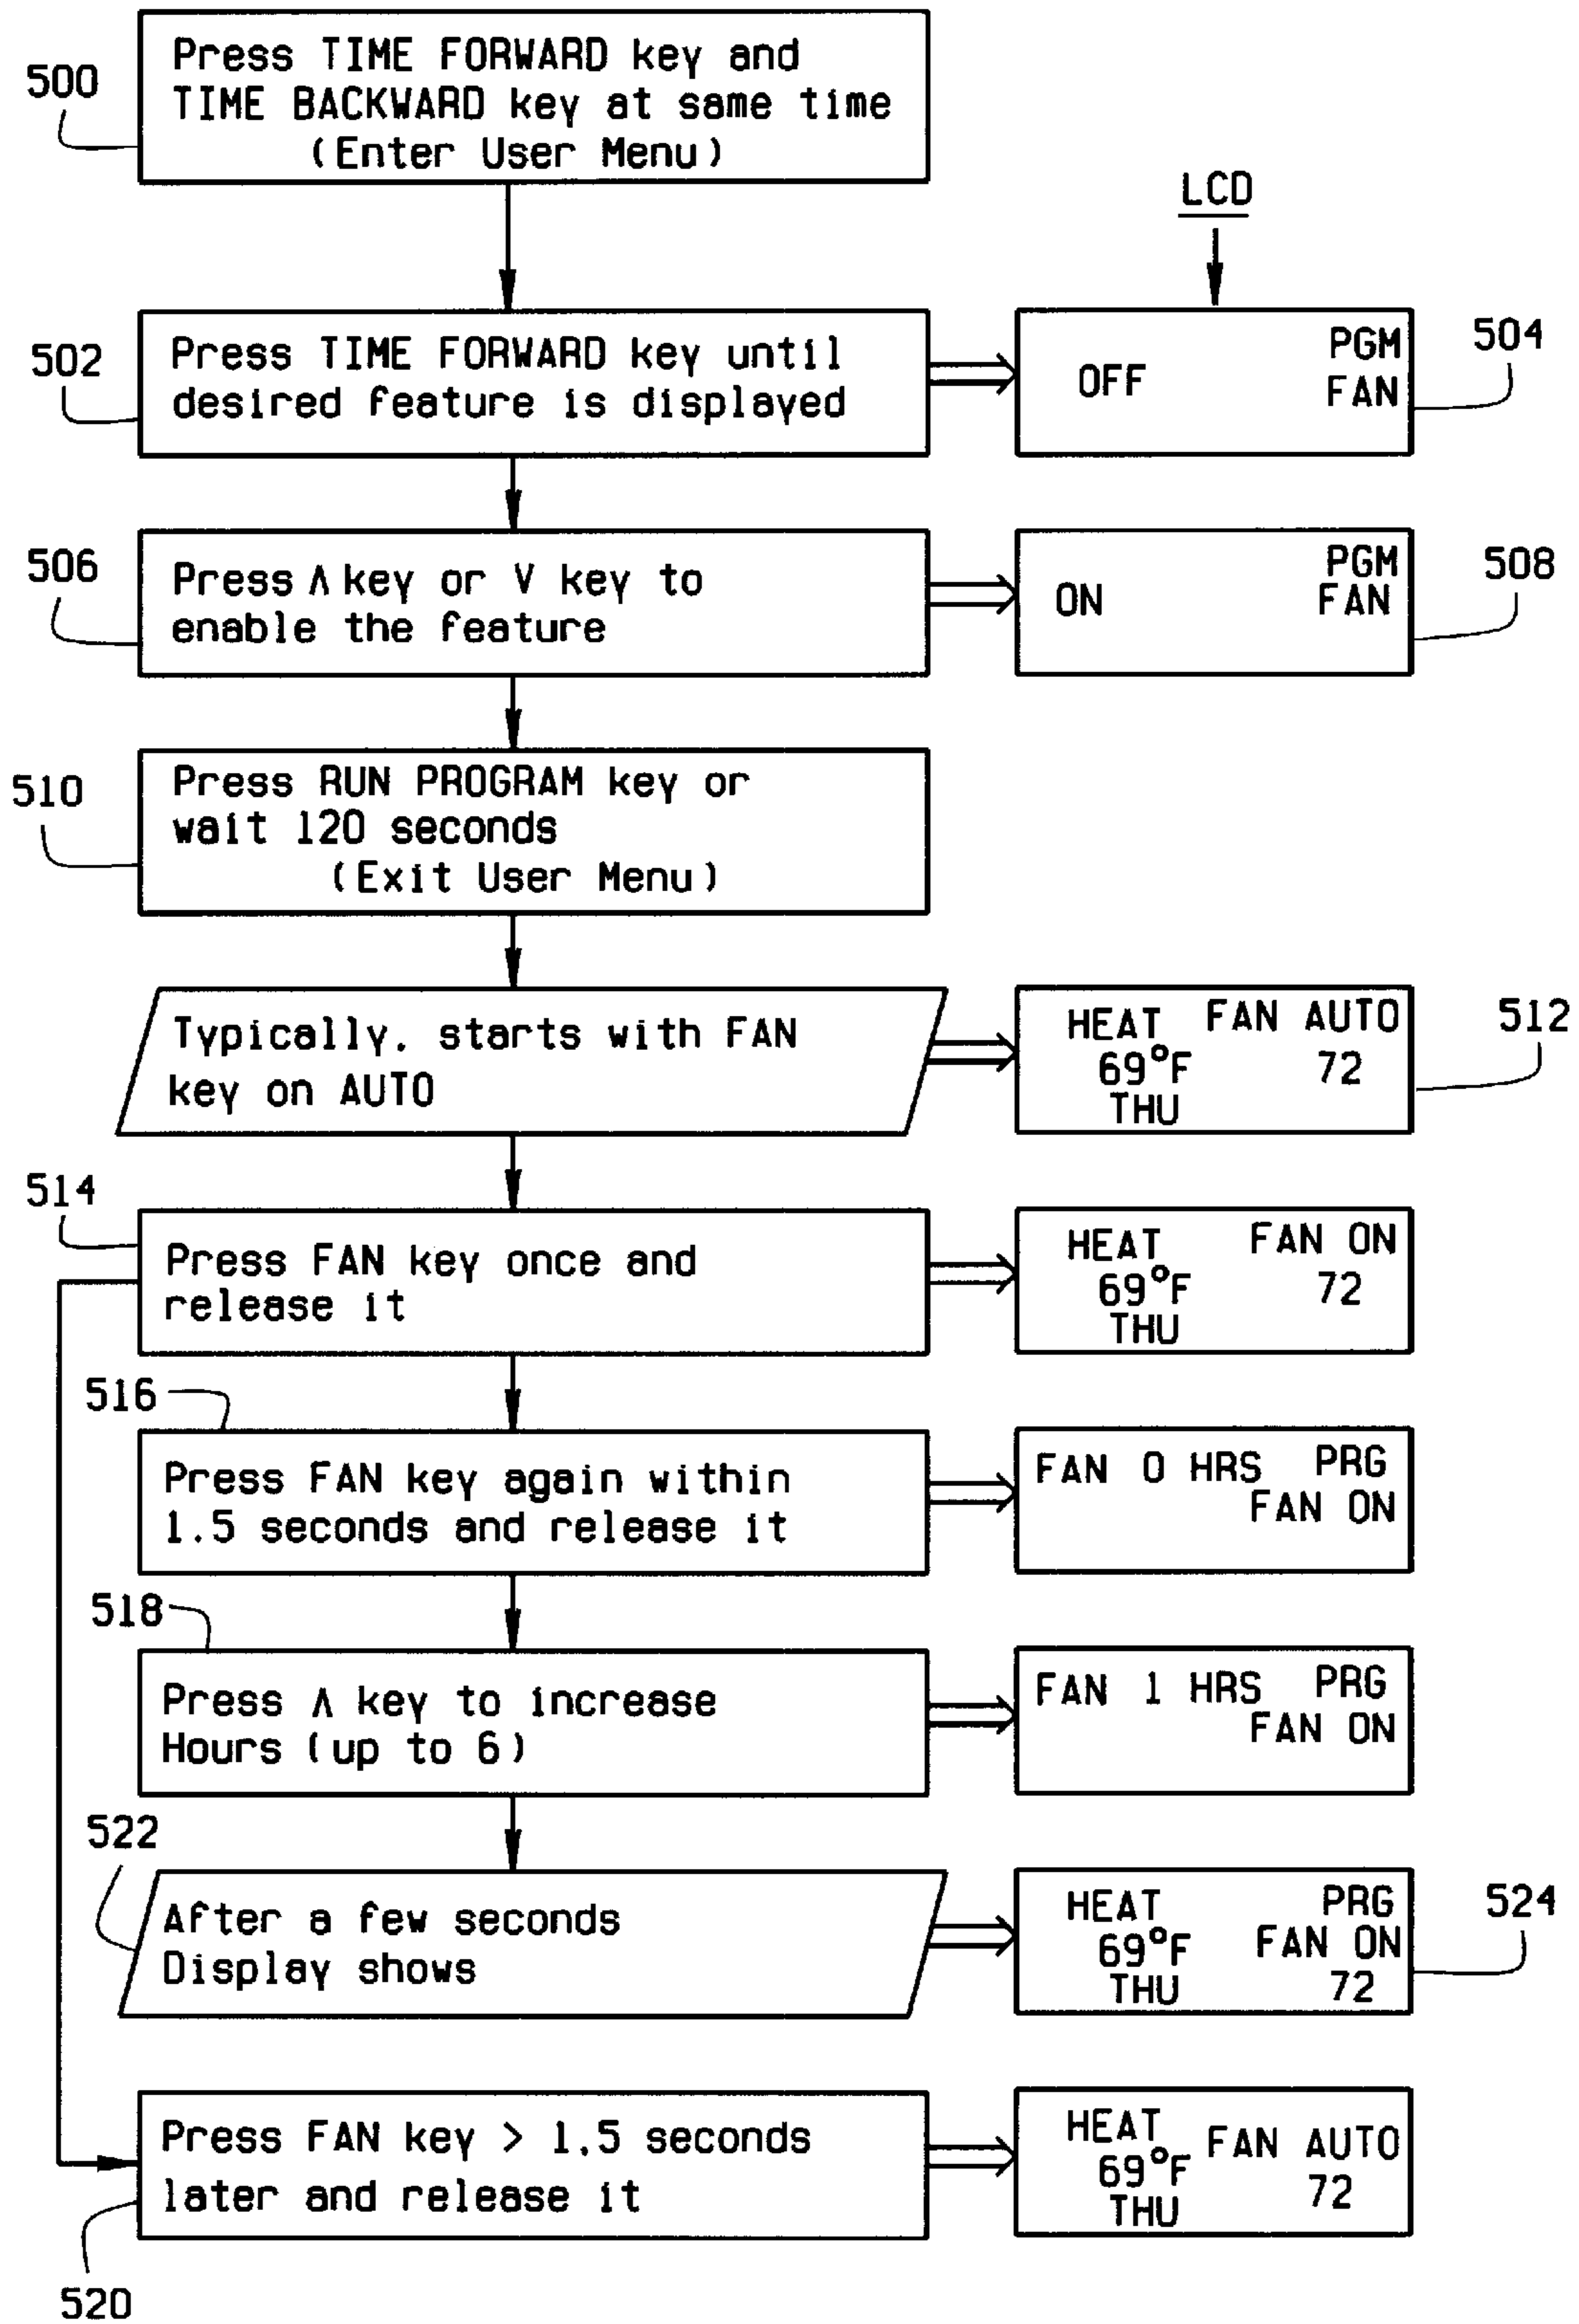 Press TIME FORWARD key and
TIME BACKWARD key at same time
(Enter User Menu)
500
LCD
Press TIME FORWARD key until
desired feature is displayed
502
OFF
PGM
FAN
504
Press Λ key or V key to
enable the feature
506
ON
PGM
FAN
508
Press RUN PROGRAM key or
wait 120 seconds
(Exit User Menu)
510
Typically, starts with FAN
key on AUTO
HEAT FAN AUTO
69°F 72
THU
512
514
Press FAN key once and
release it
HEAT FAN ON
69°F 72
THU
516
Press FAN key again within
1.5 seconds and release it
FAN 0 HRS PRG
FAN ON
518
Press Λ key to increase
Hours (up to 6)
FAN 1 HRS PRG
FAN ON
522
After a few seconds
Display shows
HEAT PRG
69°F FAN ON
THU 72
524
Press FAN key > 1.5 seconds
later and release it
520
HEAT FAN AUTO
69°F 72
THU